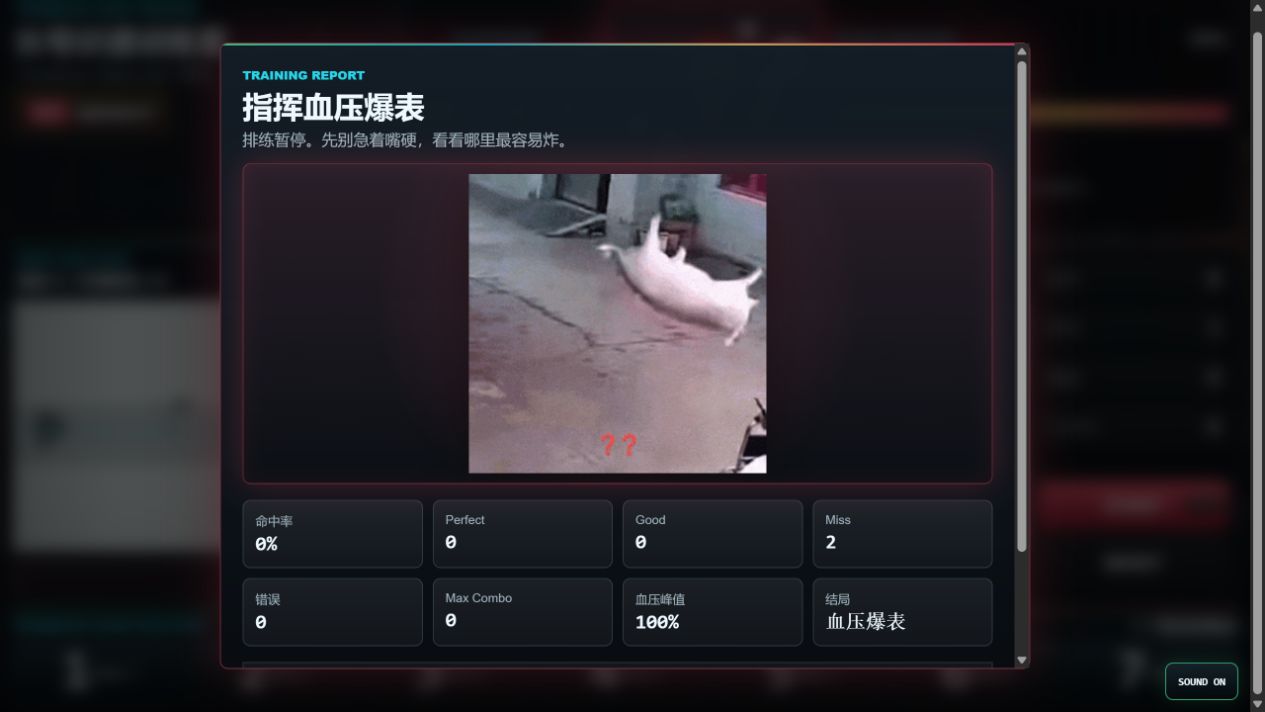 TRAINING REPORT
指挥血压爆表
排练暂停。先别急着嘴硬，看看哪里最容易炸。
??
命中率
0%
Perfect
0
Good
0
Miss
2
错误
0
Max Combo
0
血压峰值
100%
结局
血压爆表
SOUND ON